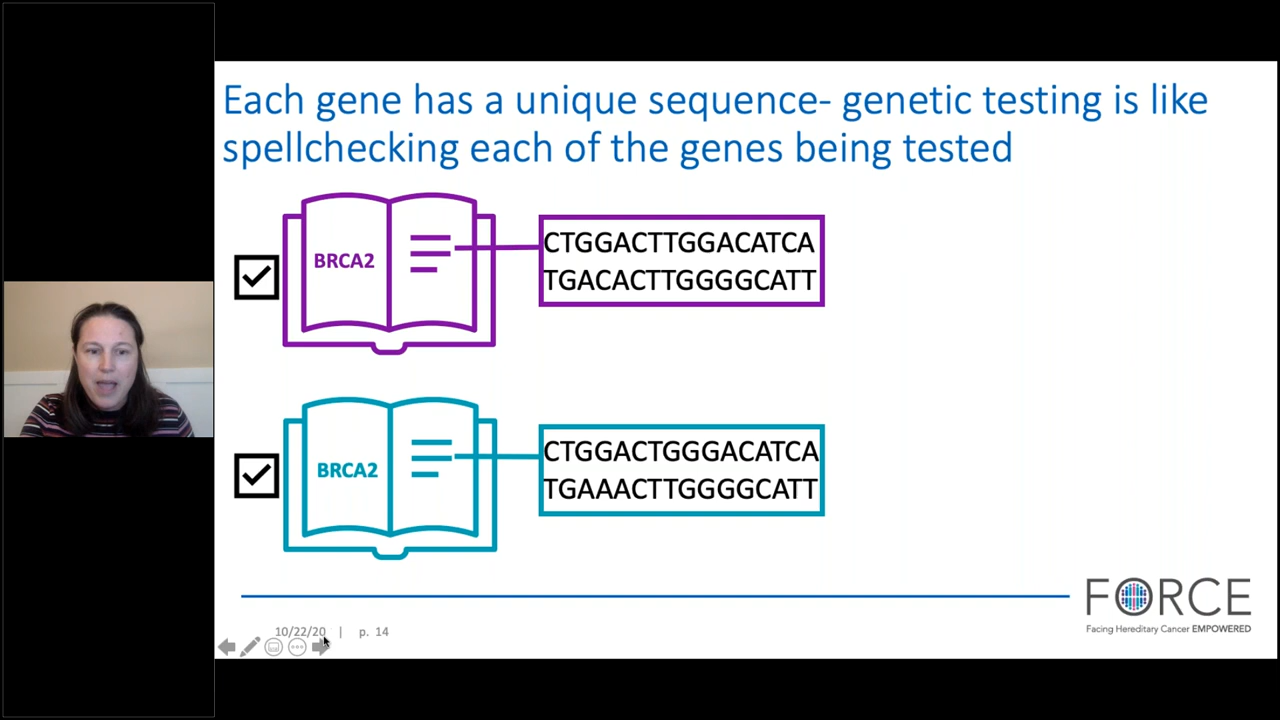 Each gene has a unique sequence- genetic testing is like
spellchecking each of the genes being tested
BRCA2
CTGGACTTGGACATCA
TGACACTTGGGGCATT
BRCA2
CTGGACTGGGACATCA
TGAAACTTGGGGCATT
10/22/20 | p. 14
FORCE
Facing Hereditary Cancer EMPOWERED